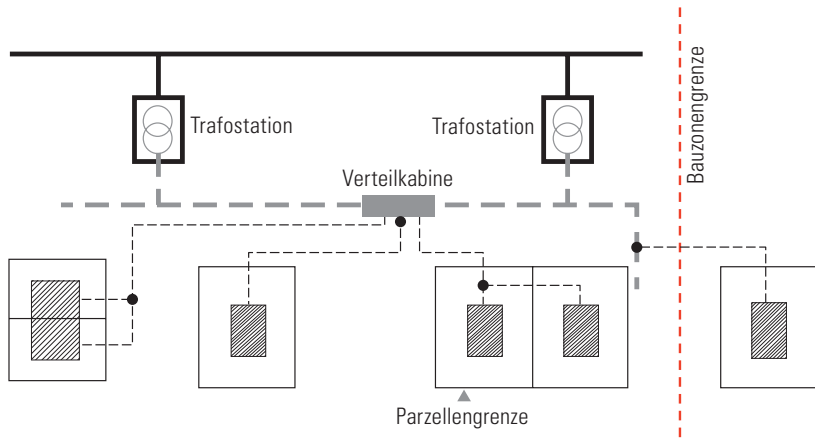 Trafostation
Trafostation
Bauzonengrenze
Verteilkabine
Parzellengrenze